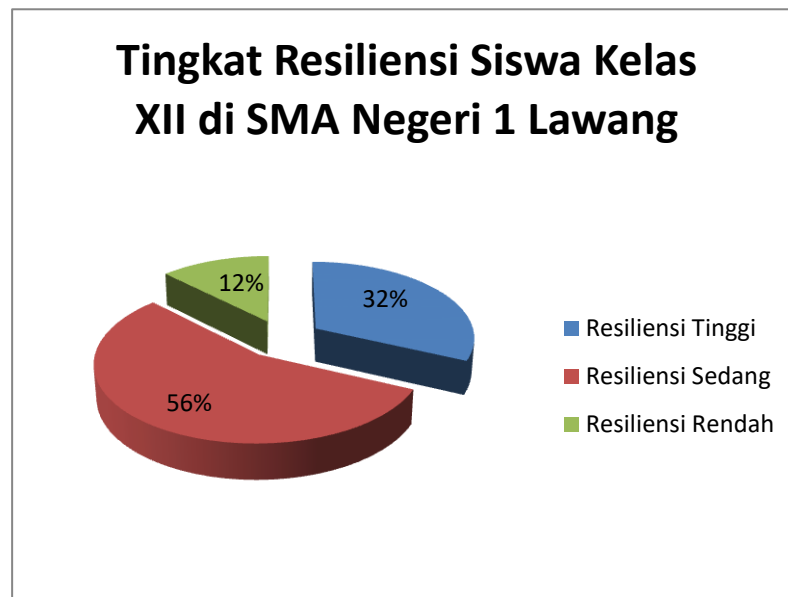 Tingkat Resiliensi Siswa Kelas
XII di SMA Negeri 1 Lawang
12%
32%
56%
Resiliensi Tinggi
Resiliensi Sedang
Resiliensi Rendah